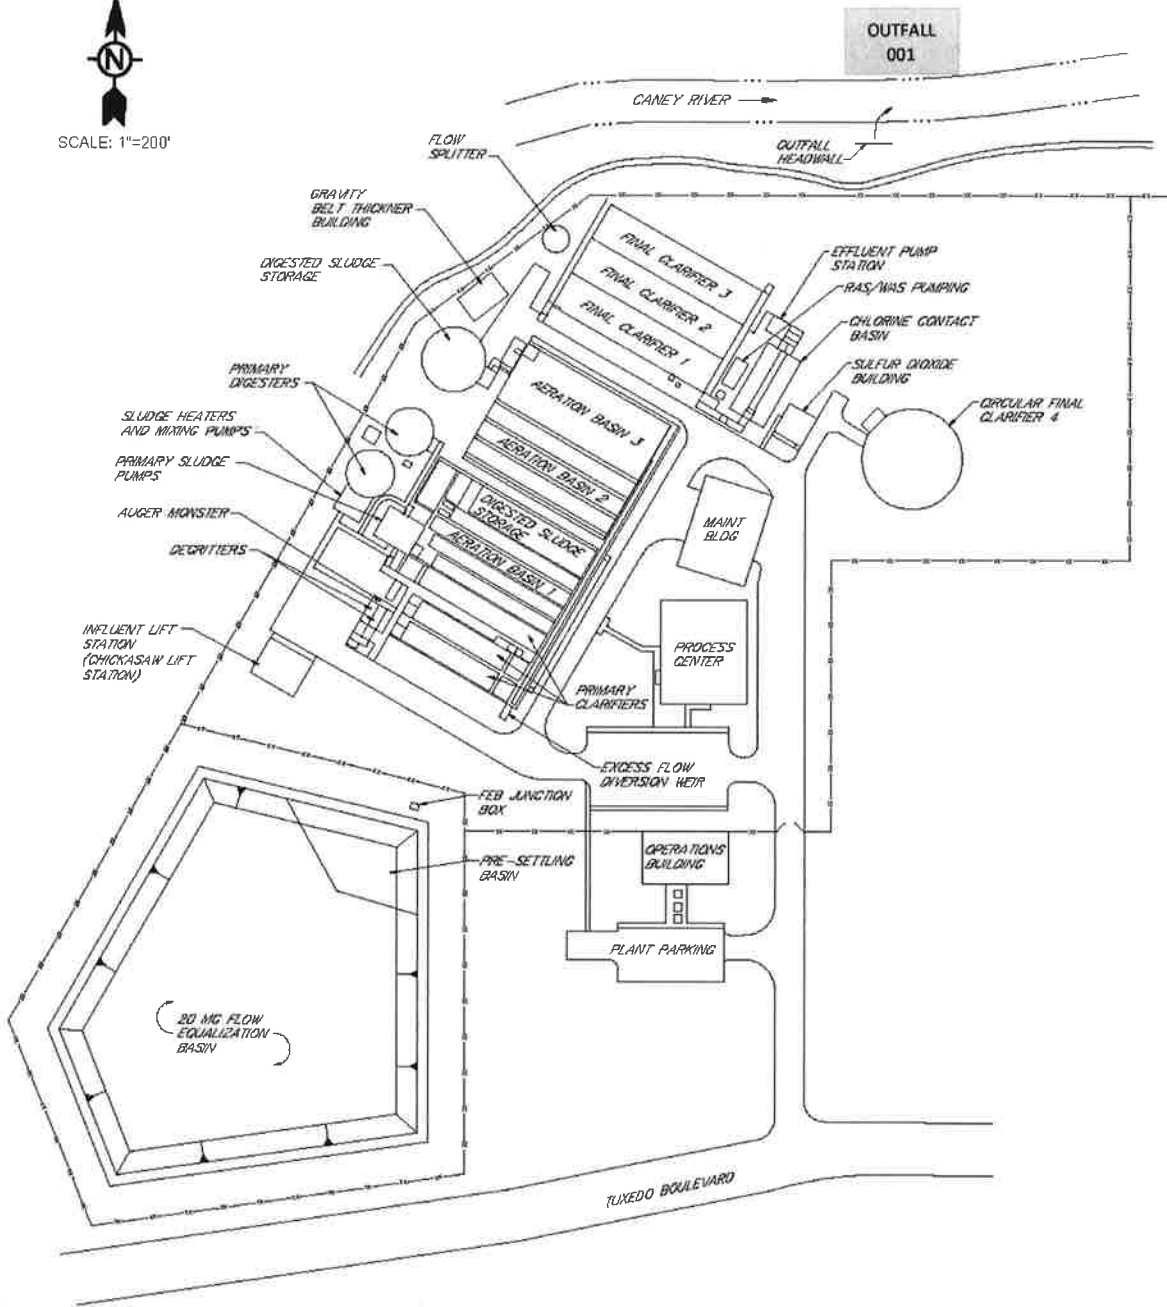 OUTFALL
001
N
SCALE: 1"=200'
CANEY RIVER
OUTFALL
HEADWALL
FLOW
SPLITTER
GRAVITY
BELT THICKNER
BUILDING
DIGESTED SLUDGE
STORAGE
PRIMARY
DIGESTERS
SLUDGE HEATERS
AND MIXING PUMPS
PRIMARY SLUDGE
PUMPS
AUGER MONSTER
DEGRITTERS
INFLUENT LIFT
STATION
(CHICKASAW LIFT
STATION)
FINAL CLARIFIER 3
FINAL CLARIFIER 2
FINAL CLARIFIER 1
EFFLUENT PUMP
STATION
RAS/WAS PUMPING
CHLORINE CONTACT
BASIN
SULFUR DIOXIDE
BUILDING
CIRCULAR FINAL
CLARIFIER 4
AERATION BASIN 3
AERATION BASIN 2
DIGESTED SLUDGE
STORAGE
AERATION BASIN 1
MAINT
BLDG
PROCESS
CENTER
PRIMARY
CLARIFIERS
EXCESS FLOW
DIVERSION WEIR
FEB JUNCTION
BOX
PRE-SETTLING
BASIN
OPERATIONS
BUILDING
PLANT PARKING
20 MG FLOW
EQUALIZATION
BASIN
TUXEDO BOULEVARD